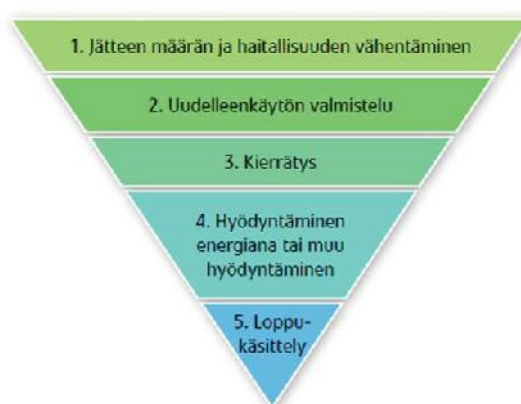 1. Jätteen määrän ja haitallisuuden vähentäminen
2. Uudelleenkäytön valmistelu
3. Kierrätys
4. Hyödyntäminen
energiana tai muu
hyödyntäminen
5. Loppu-
käsittely